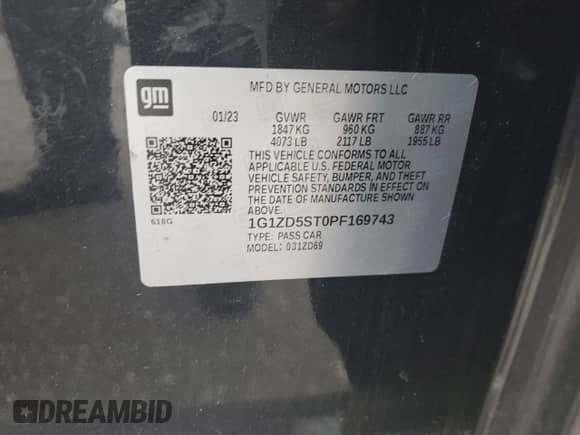 gm
MFD BY GENERAL MOTORS LLC
01/23 GVWR GAWR FRT GAWR RR
1847 KG 960 KG 887 KG
4073 LB 2117 LB 1955 LB
THIS VEHICLE CONFORMS TO ALL
APPLICABLE U.S. FEDERAL MOTOR
VEHICLE SAFETY, BUMPER, AND THEFT
PREVENTION STANDARDS IN EFFECT ON
THE DATE OF MANUFACTURE SHOWN
ABOVE.
618G
1G1ZD5ST0PF169743
TYPE: PASS CAR
MODEL: 031ZD69
DREAMBID